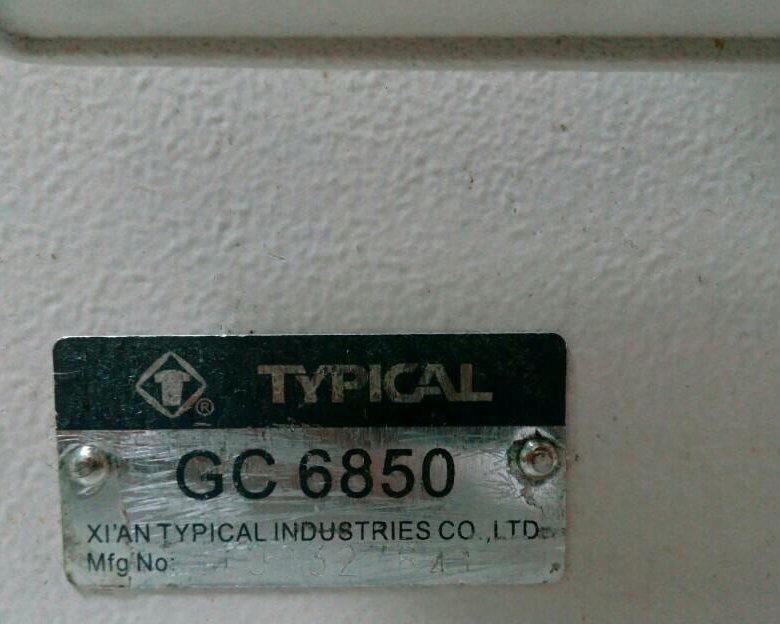 ® TYPICAL
GC 6850
XI'AN TYPICAL INDUSTRIES CO.,LTD.
Mfg No: